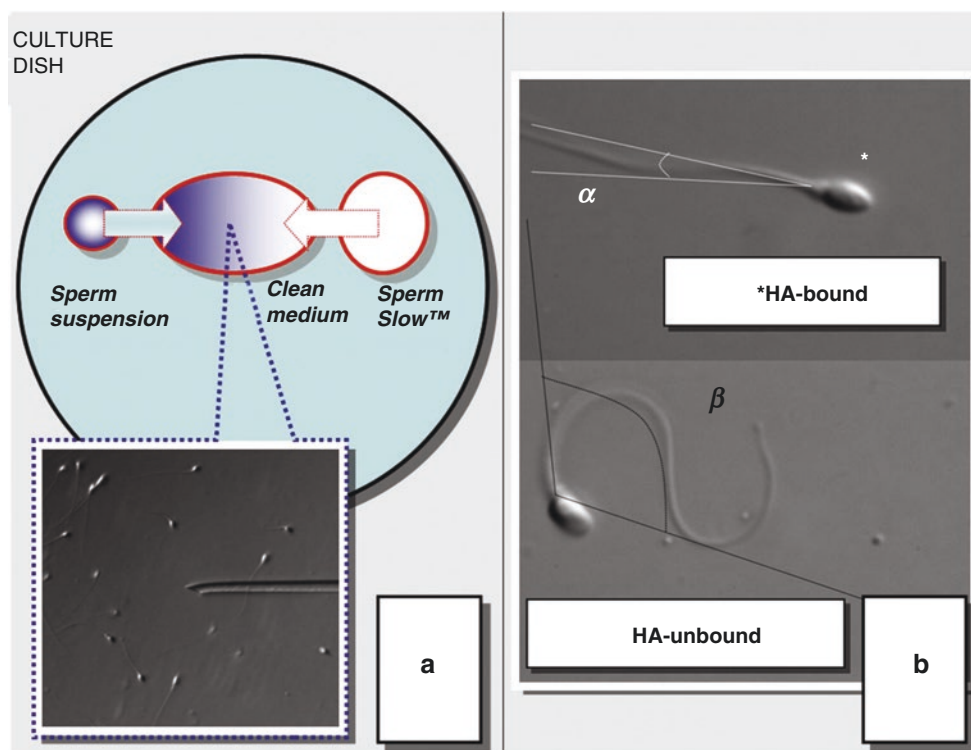 CULTURE
DISH
Sperm
suspension
Clean
medium
Sperm
Slow™
a
*
α
*HA-bound
β
HA-unbound
b